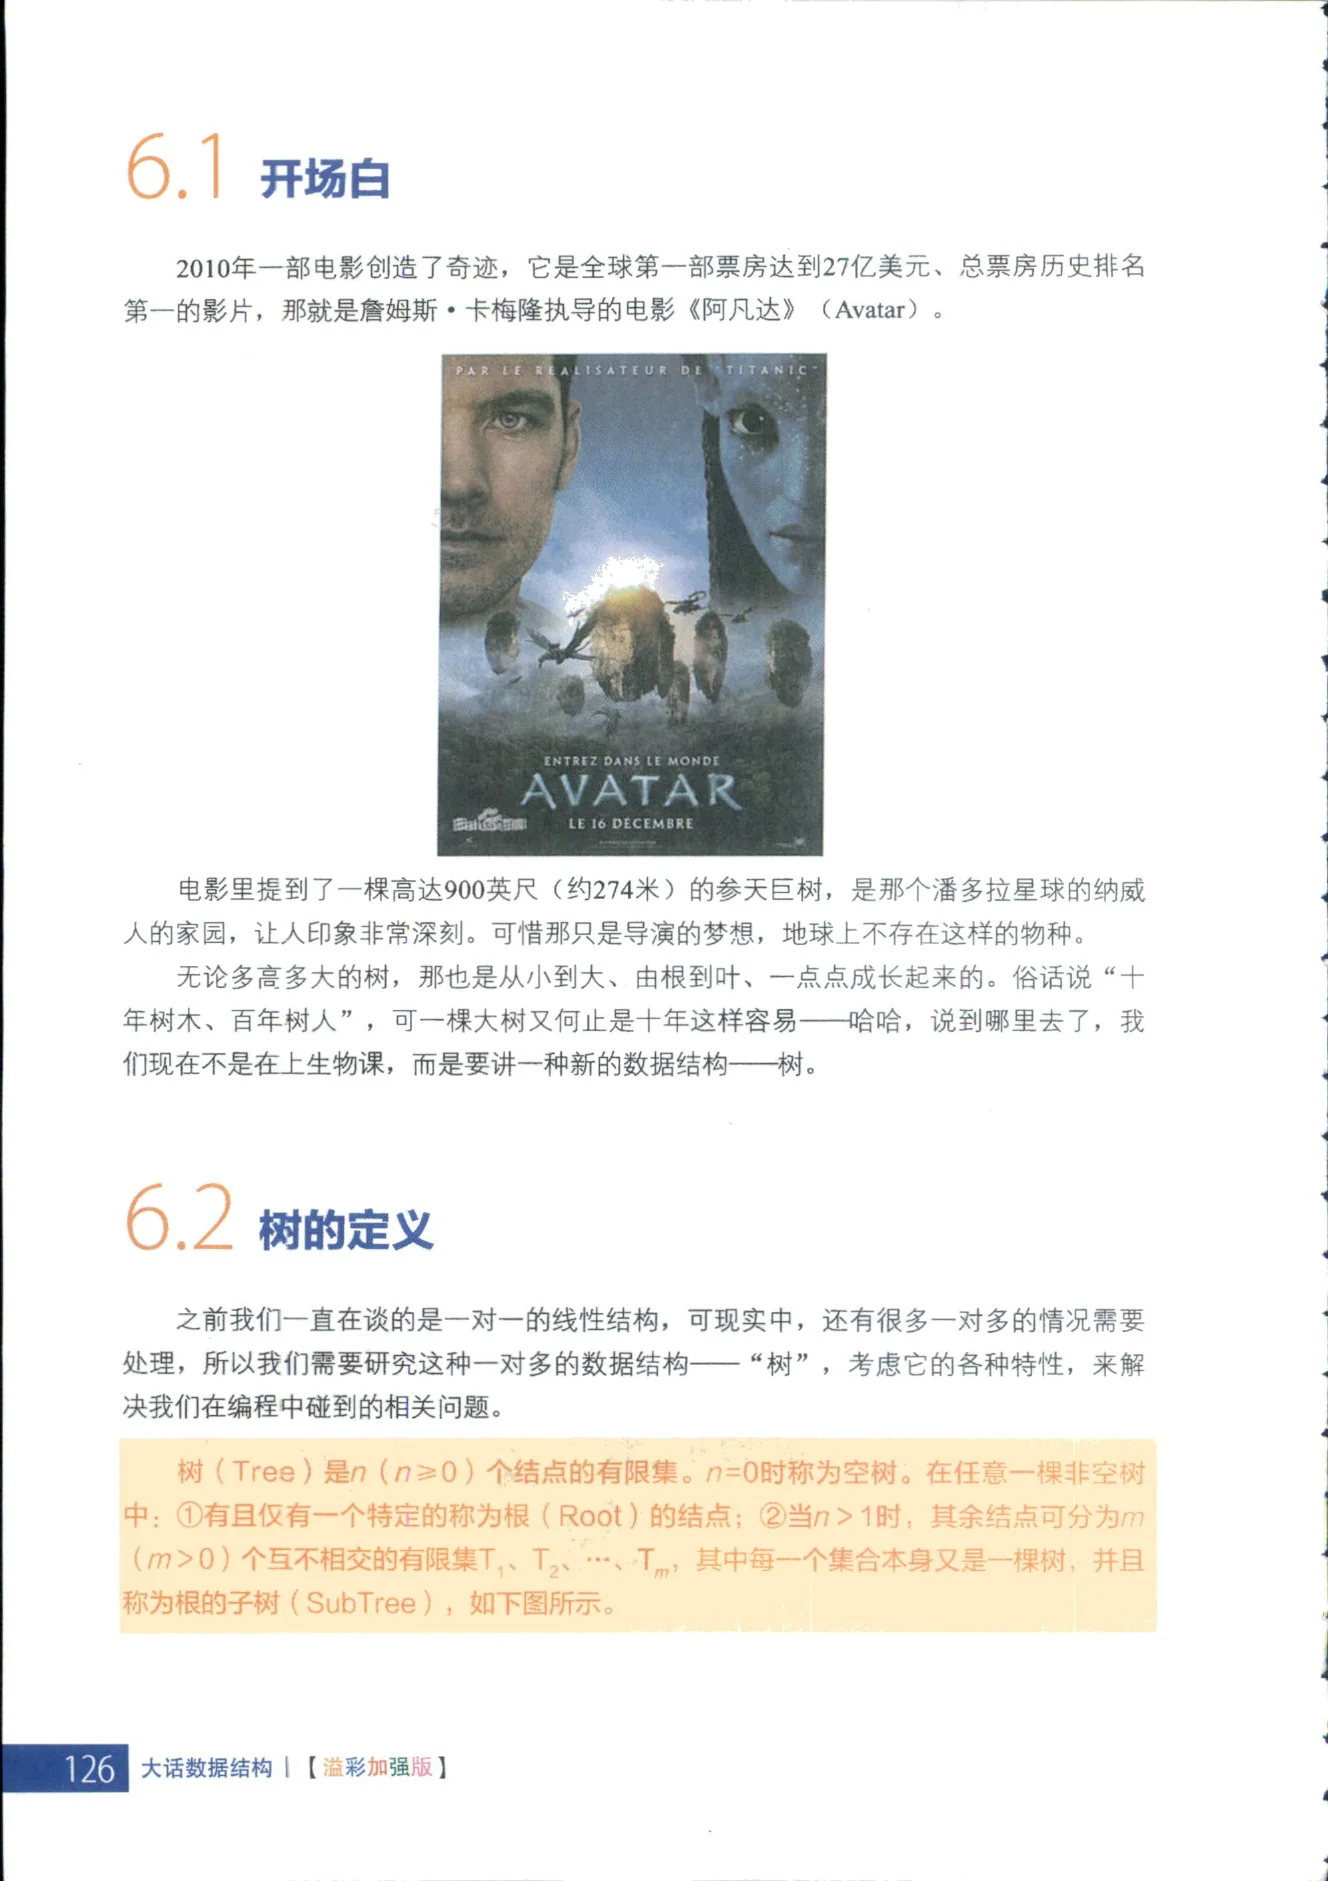 6.1 开场白
2010年一部电影创造了奇迹，它是全球第一部票房达到27亿美元、总票房历史排名
第一的影片，那就是詹姆斯·卡梅隆执导的电影《阿凡达》（Avatar）。
PAR LE RÉALISATEUR DE "TITANIC"
ENTREZ DANS LE MONDE
AVATAR
LE 16 DÉCEMBRE
电影里提到了一棵高达900英尺（约274米）的参天巨树，是那个潘多拉星球的纳威
人的家园，让人印象非常深刻。可惜那只是导演的梦想，地球上不存在这样的物种。
无论多高多大的树，那也是从小到大、由根到叶、一点点成长起来的。俗话说“十
年树木、百年树人”，可一棵大树又何止是十年这样容易——哈哈，说到哪里去了，我
们现在不是在上生物课，而是要讲一种新的数据结构——树。
6.2 树的定义
之前我们一直在谈的是一对一的线性结构，可现实中，还有很多一对多的情况需要
处理，所以我们需要研究这种一对多的数据结构——“树”，考虑它的各种特性，来解
决我们在编程中碰到的相关问题。
树（Tree）是n（n≥0）个结点的有限集。n=0时称为空树。在任意一棵非空树
中：①有且仅有一个特定的称为根（Root）的结点；②当n＞1时，其余结点可分为m
（m＞0）个互不相交的有限集T₁、T₂、…、Tₘ，其中每一个集合本身又是一棵树，并且
称为根的子树（SubTree），如下图所示。
126 大话数据结构 |【溢彩加强版】